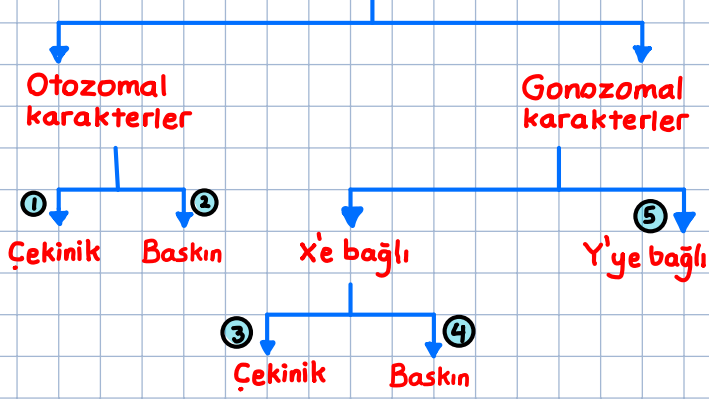 Otozomal
karakterler
Gonozomal
karakterler
1
2
5
Çekinik
Baskın
X'e bağlı
Y'ye bağlı
3
4
Çekinik
Baskın